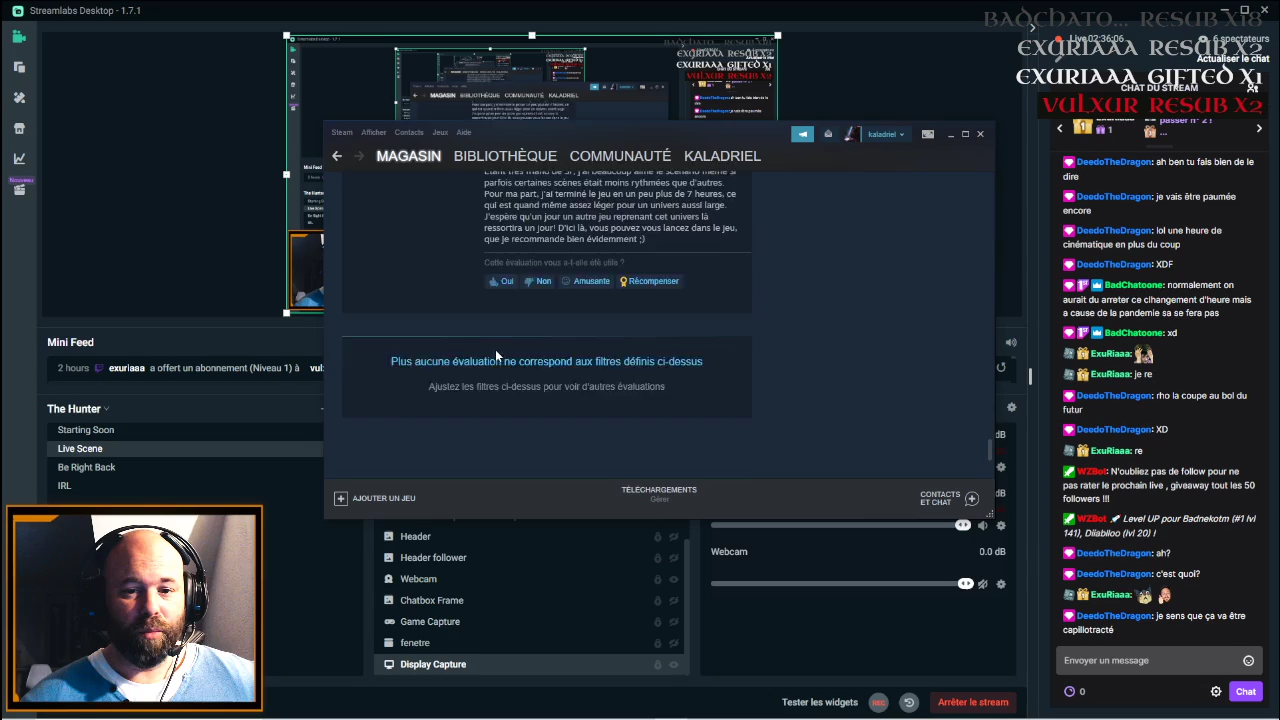 Streamlabs Desktop - 1.7.1
BADCHATO... RESUB X18
Live 02:36:06
6 spectateurs
EXURIAAA RESUB
Actualiser le chat
EXURIAAA GIFTED X1
CHAT DU STREAM
VULXUR RESUB X2
passer n° 2 !
1
Nouveau
Steam Afficher Contacts Jeux Aide
kaladriel
MAGASIN BIBLIOTHÈQUE COMMUNAUTÉ KALADRIEL
parfois certaines scènes était moins rythmées que d'autres.
Pour ma part, j'ai terminé le jeu en un peu plus de 7 heures, ce
qui est quand même assez léger pour un univers aussi large.
J'espère qu'un jour un autre jeu reprenant cet univers là
ressortira un jour! D'ici là, vous pouvez vous lancez dans le jeu,
que je recommande bien évidemment ;)
Cette évaluation vous a-t-elle été utile ?
Oui Non Amusante Récompenser
Plus aucune évaluation ne correspond aux filtres définis ci-dessus
Ajustez les filtres ci-dessus pour voir d'autres évaluations
AJOUTER UN JEU
TÉLÉCHARGEMENTS
Gérer
CONTACTS
ET CHAT
Mini Feed
2 hours exuriaaa a offert un abonnement (Niveau 1) à
The Hunter
Starting Soon
Live Scene
Be Right Back
IRL
Header
Header follower
Webcam
Chatbox Frame
Game Capture
fenetre
Display Capture
dB
dB
Webcam 0.0 dB
Tester les widgets REC Arrêter le stream
DeedoTheDragon: ah ben tu fais bien de le
dire
DeedoTheDragon: je vais être paumée
encore
DeedoTheDragon: lol une heure de
cinématique en plus du coup
DeedoTheDragon: XDF
BadChatoone: normalement on
aurait du arreter ce changement d'heure mais
a cause de la pandemie sa se fera pas
BadChatoone: xd
ExuRiaaa:
ExuRiaaa: je re
DeedoTheDragon: rho la coupe au bol du
futur
DeedoTheDragon: XD
ExuRiaaa: re
WZBot: N'oubliez pas de follow pour ne
pas rater le prochain live , giveaway tout les 50
followers !!!
WZBot: Level UP pour Badnekotm (#1 lvl
141), Diiabiloo (lvl 20) !
DeedoTheDragon: ah?
DeedoTheDragon: c'est quoi?
ExuRiaaa:
DeedoTheDragon: je sens que ça va être
capillotracté
Envoyer un message
0
Chat